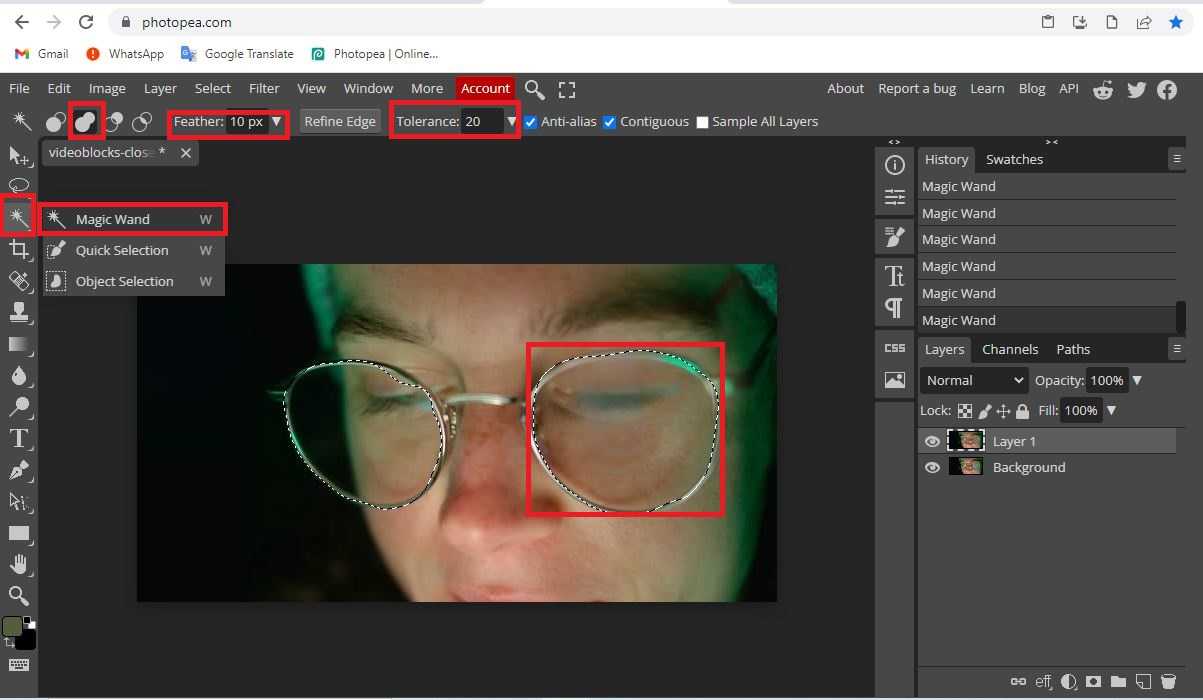 photopea.com
Gmail WhatsApp Google Translate Photopea | Online...
File Edit Image Layer Select Filter View Window More Account About Report a bug Learn Blog API
Feather: 10 px Refine Edge Tolerance: 20 Anti-alias Contiguous Sample All Layers
videoblocks-close *
History Swatches
Magic Wand W
Quick Selection W
Object Selection W
Magic Wand
Magic Wand
Magic Wand
Magic Wand
Magic Wand
Magic Wand
CSS
Layers Channels Paths
Normal Opacity: 100%
Lock: Fill: 100%
Layer 1
Background
eff